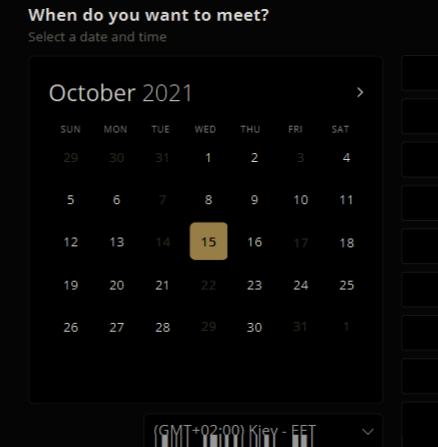 When do you want to meet?
Select a date and time
October 2021
SUN MON TUE WED THU FRI SAT
29 30 31 1 2 3 4
5 6 7 8 9 10 11
12 13 14 15 16 17 18
19 20 21 22 23 24 25
26 27 28 29 30 31 1
(GMT+02:00) Kiev - EET